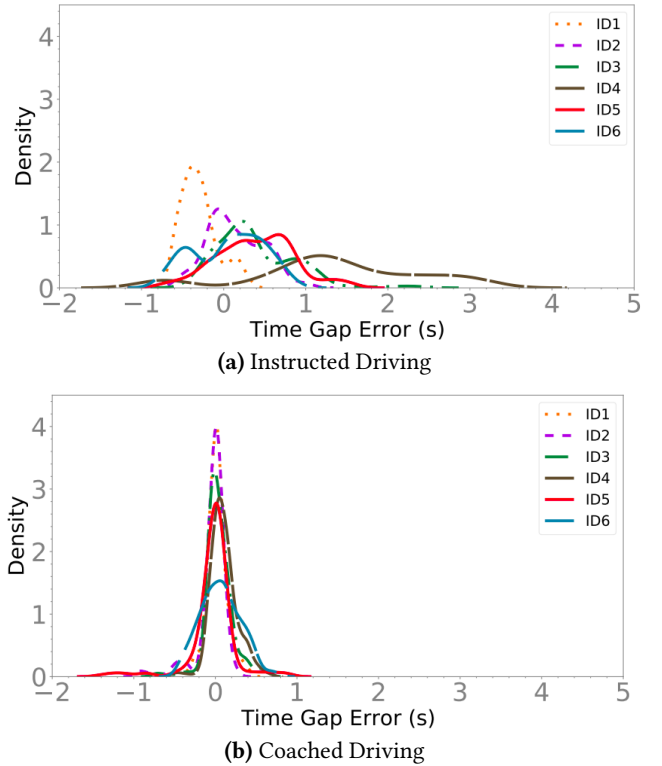 4
3
2
1
0
Density
ID1
ID2
ID3
ID4
ID5
ID6
−2 −1 0 1 2 3 4 5
Time Gap Error (s)
(a) Instructed Driving
4
3
2
1
0
Density
ID1
ID2
ID3
ID4
ID5
ID6
−2 −1 0 1 2 3 4 5
Time Gap Error (s)
(b) Coached Driving